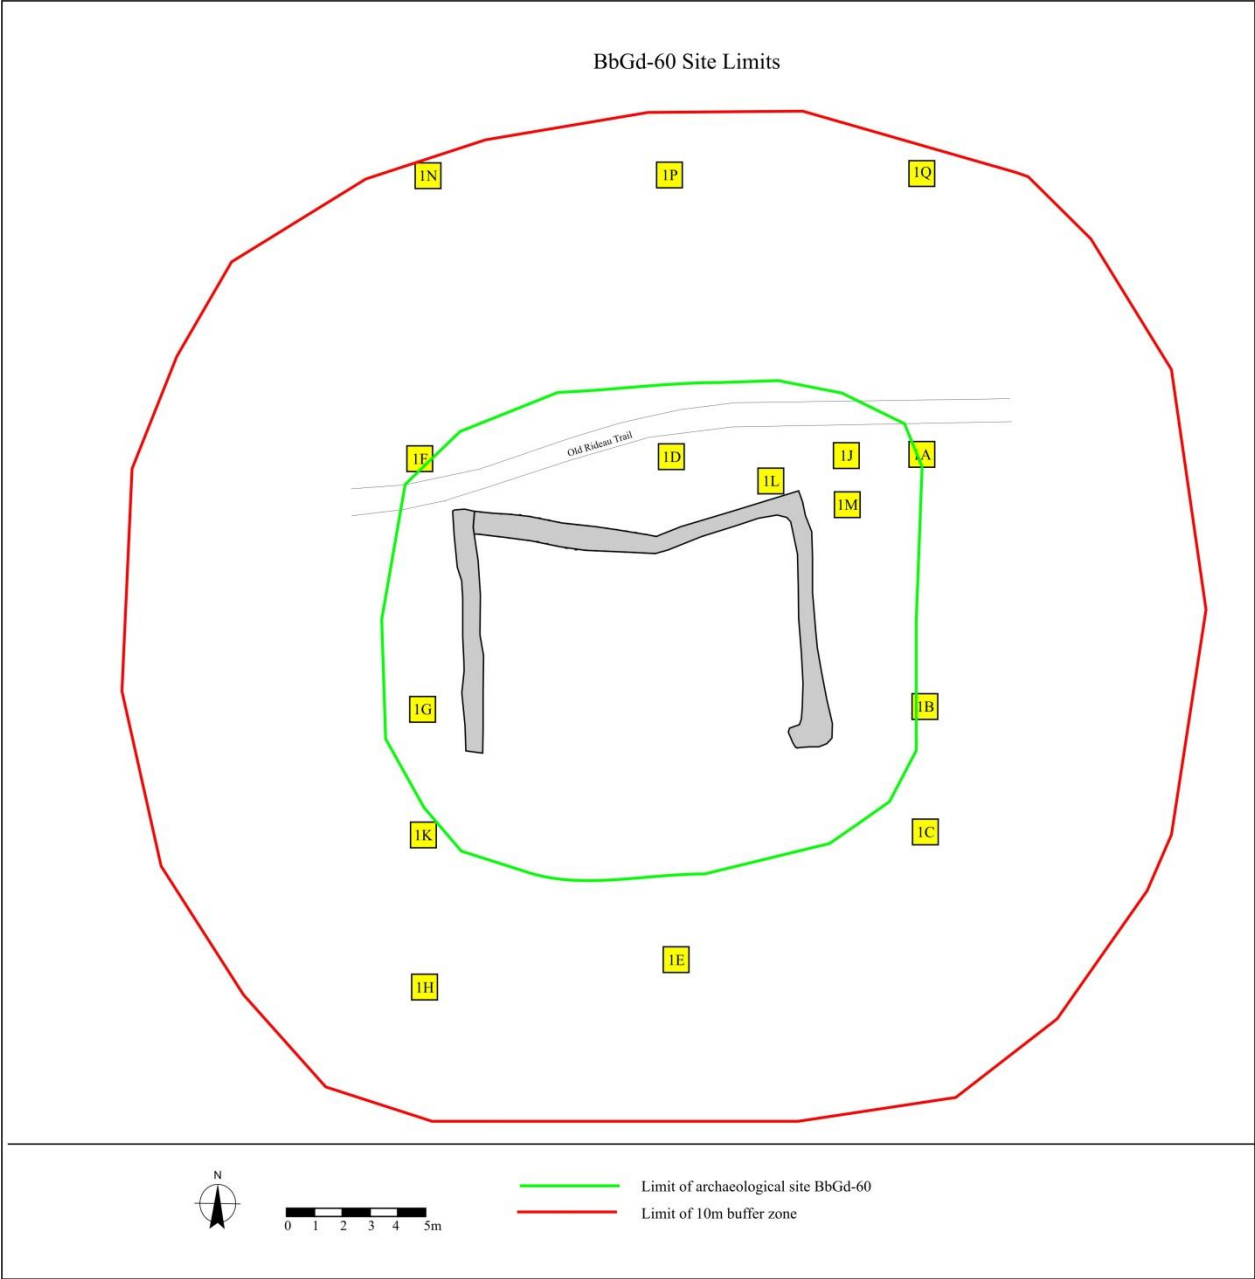 BbGd-60 Site Limits
1N
1P
1Q
1F
Old Rideau Trail
1D
1J
1A
1L
1M
1G
1B
1K
1C
1E
1H
N
0 1 2 3 4 5m
Limit of archaeological site BbGd-60
Limit of 10m buffer zone